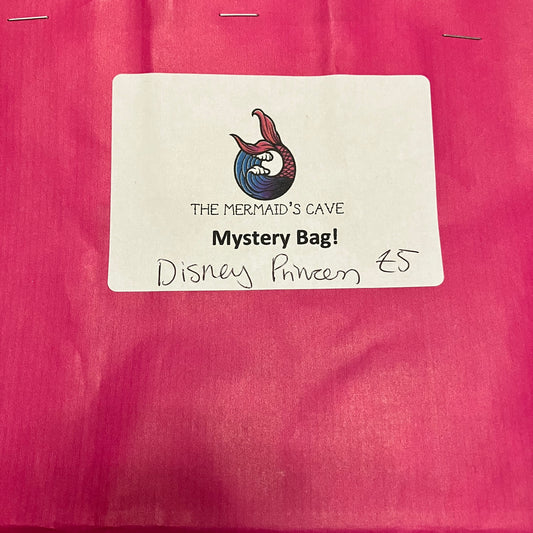 THE MERMAID'S CAVE
Mystery Bag!
Disney Princess £5